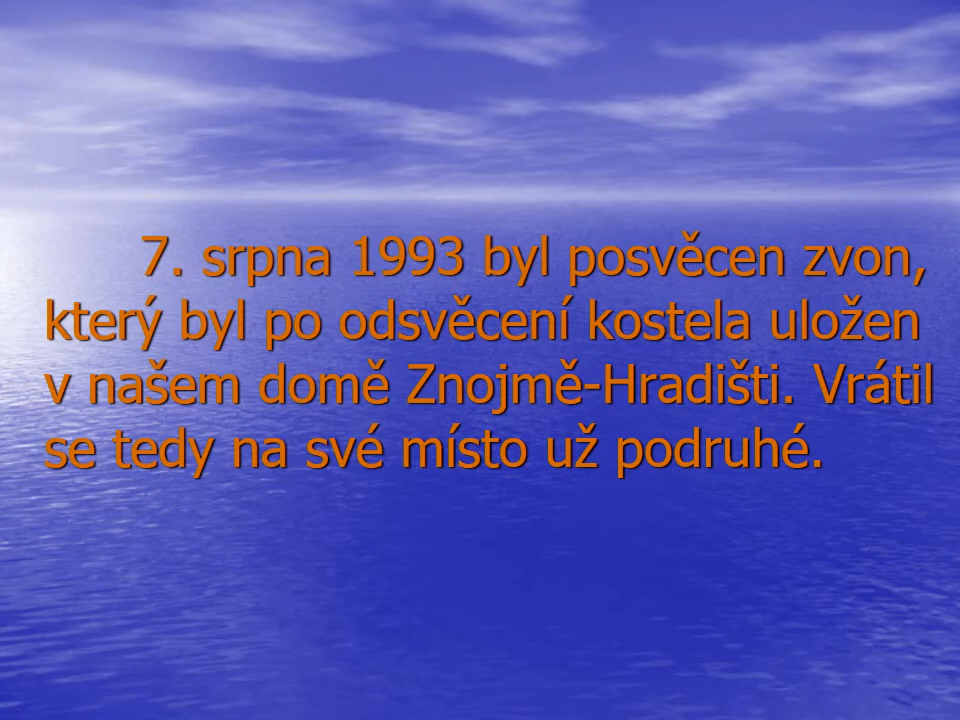 7. srpna 1993 byl posvěcen zvon,
který byl po odsvěcení kostela uložen
v našem domě Znojmě-Hradišti. Vrátil
se tedy na své místo už podruhé.